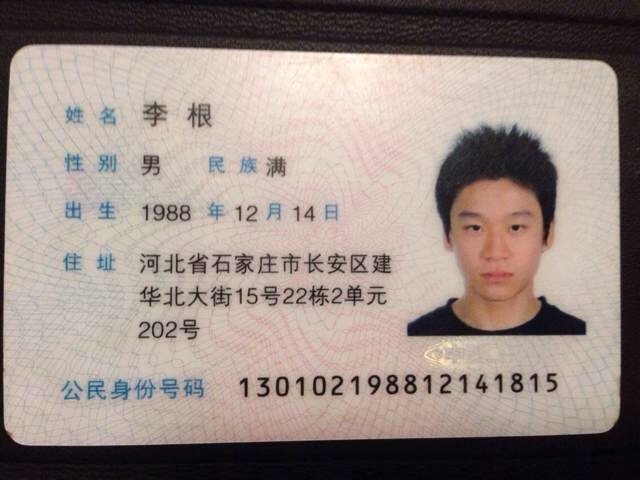 姓名 李根
性别 男 民族 满
出生 1988 年 12 月 14 日
住址 河北省石家庄市长安区建
华北大街15号22栋2单元
202号
公民身份号码 130102198812141815